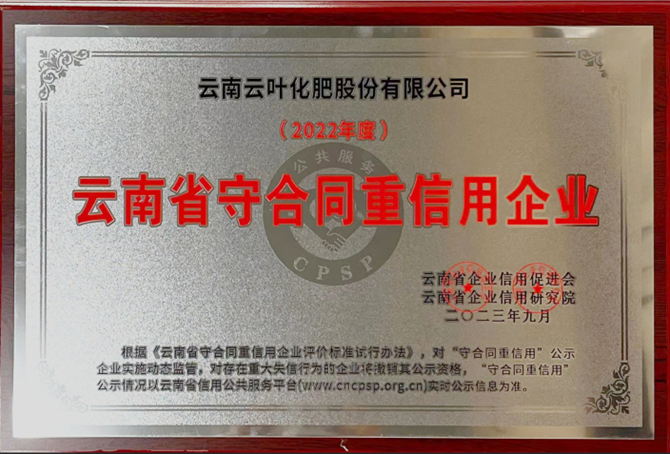 云南云叶化肥股份有限公司
（2022年度）
公共服务
云南省守合同重信用企业
CPSP
云南省企业信用促进会
云南省企业信用研究院
二〇二三年九月
根据《云南省守合同重信用企业评价标准试行办法》，对“守合同重信用”公示
企业实施动态监管，对存在重大失信行为的企业将撤销其公示资格，“守合同重信用”
公示情况以云南省信用公共服务平台(www.cncpsp.org.cn)实时公示信息为准。